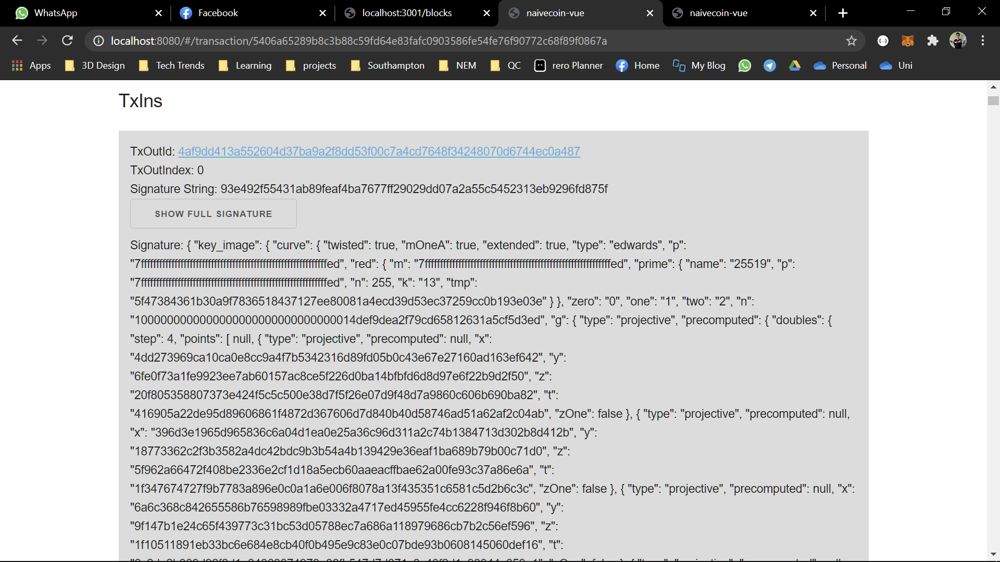 WhatsApp
Facebook
localhost:3001/blocks
naivecoin-vue
naivecoin-vue
localhost:8080/#/transaction/5406a65289b8c3b88c59fd64e83fafc0903586fe54fe76f90772c68f89f0867a
Apps
3D Design
Tech Trends
Learning
projects
Southampton
NEM
QC
rero Planner
Home
My Blog
Personal
Uni
TxIns
TxOutId: 4af9dd413a552604d37ba9a2f8dd53f00c7a4cd7648f34248070d6744ec0a487
TxOutIndex: 0
Signature String: 93e492f55431ab89feaf4ba7677ff29029dd07a2a55c5452313eb9296fd875f
SHOW FULL SIGNATURE
Signature: { "key_image": { "curve": { "twisted": true, "mOneA": true, "extended": true, "type": "edwards", "p":
"7fffffffffffffffffffffffffffffffffffffffffffffffffffffffffffffed", "red": { "m": "7fffffffffffffffffffffffffffffffffffffffffffffffffffffffffffffed", "prime": { "name": "25519", "p":
"7fffffffffffffffffffffffffffffffffffffffffffffffffffffffffffffed", "n": 255, "k": "13", "tmp":
"5f47384361b30a9f7836518437127ee80081a4ecd39d53ec37259cc0b193e03e" } }, "zero": "0", "one": "1", "two": "2", "n":
"1000000000000000000000000000000014def9dea2f79cd65812631a5cf5d3ed", "g": { "type": "projective", "precomputed": { "doubles": {
"step": 4, "points": [ null, { "type": "projective", "precomputed": null, "x":
"4dd273969ca10ca0e8cc9a4f7b5342316d89fd05b0c43e67e27160ad163ef642", "y":
"6fe0f73a1fe9923ee7ab60157ac8ce5f226d0ba14bfbfd6d8d97e6f22b9d2f50", "z":
"20f805358807373e424f5c5c500e38d7f5f26e07d9f48d7a9860c606b690ba82", "t":
"416905a22de95d89606861f4872d367606d7d840b40d58746ad51a62af2c04ab", "zOne": false }, { "type": "projective", "precomputed": null,
"x": "396d3e1965d965836c6a04d1ea0e25a36c96d311a2c74b1384713d302b8d412b", "y":
"18773362c2f3b3582a4dc42bdc9b3b54a4b139429e36eaf1ba689b79b00c71d0", "z":
"5f962a66472f408be2336e2cf1d18a5ecb60aaeacffbae62a00fe93c37a86e6a", "t":
"1f347674727f9b7783a896e0c0a1a6e006f8078a13f435351c6581c5d2b6c3c", "zOne": false }, { "type": "projective", "precomputed": null, "x":
"6a6c368c842655586b76598989fbe03332a4717ed45955fe4cc6228f946f8b60", "y":
"9f147b1e24c65f439773c31bc53d05788ec7a686a118979686cb7b2c56ef596", "z":
"1f10511891eb33bc6e684e8cb40f0b495e9c83e0c07bde93b0608145060def16", "t":